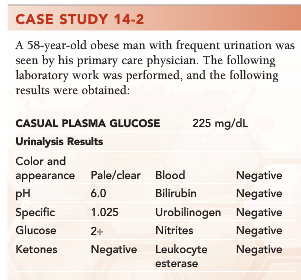 CASE STUDY 14-2
A 58-year-old obese man with frequent urination was
seen by his primary care physician. The following
laboratory work was performed, and the following
results were obtained:
CASUAL PLASMA GLUCOSE 225 mg/dL
Urinalysis Results
Color and
appearance Pale/clear Blood Negative
pH 6.0 Bilirubin Negative
Specific 1.025 Urobilinogen Negative
Glucose 2+ Nitrites Negative
Ketones Negative Leukocyte Negative
esterase